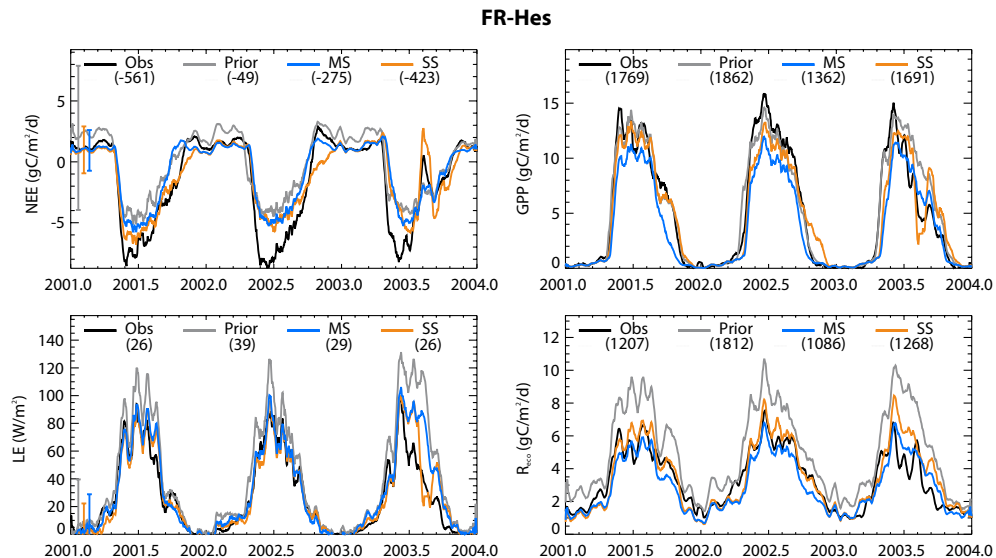 FR-Hes
Obs Prior MS SS
(-561) (-49) (-275) (-423)
NEE (gC/m²/d)
5
0
-5
2001.0 2001.5 2002.0 2002.5 2003.0 2003.5 2004.0
Obs Prior MS SS
(1769) (1862) (1362) (1691)
GPP (gC/m²/d)
15
10
5
0
2001.0 2001.5 2002.0 2002.5 2003.0 2003.5 2004.0
Obs Prior MS SS
(26) (39) (29) (26)
LE (W/m²)
140
120
100
80
60
40
20
0
2001.0 2001.5 2002.0 2002.5 2003.0 2003.5 2004.0
Obs Prior MS SS
(1207) (1812) (1086) (1268)
Reco (gC/m²/d)
12
10
8
6
4
2
0
2001.0 2001.5 2002.0 2002.5 2003.0 2003.5 2004.0